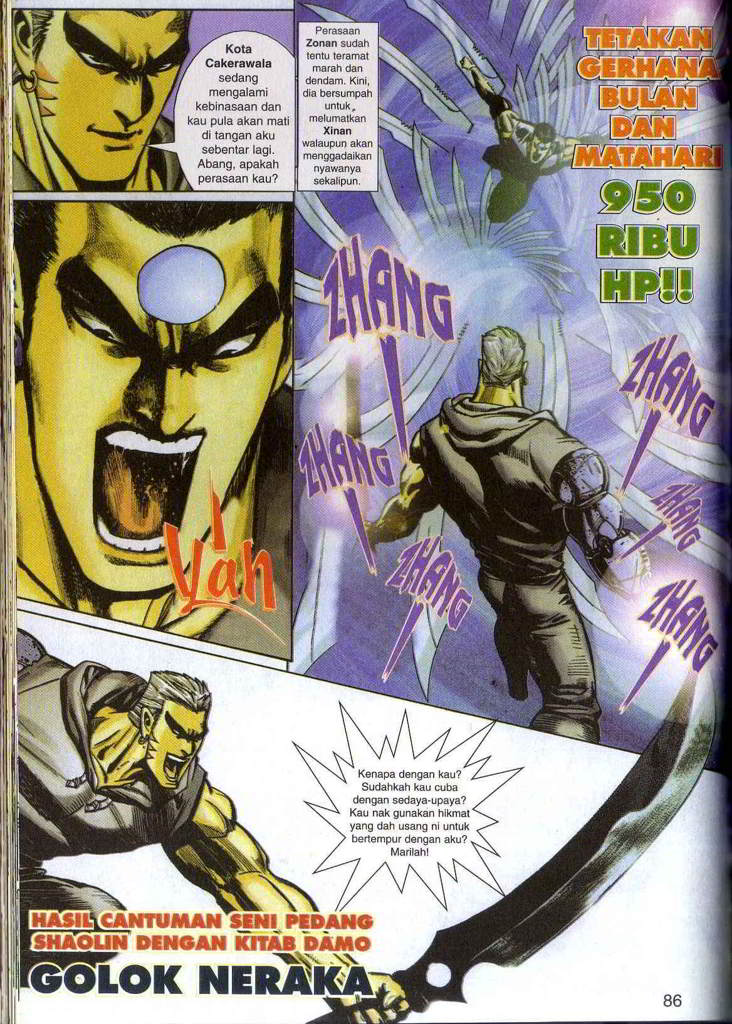 Kota
Cakerawala
sedang
mengalami
kebinasaan dan
kau pula akan mati
di tangan aku
sebentar lagi.
Abang, apakah
perasaan kau?
Perasaan
Zonan sudah
tentu teramat
marah dan
dendam. Kini,
dia bersumpah
untuk
melumatkan
Xinan
walaupun akan
menggadaikan
nyawanya
sekalipun.
TETAKAN
GERHANA
BULAN
DAN
MATAHARI
950
RIBU
HP!!
Yah
ZHANG
ZHANG
ZHANG
ZHANG
ZHANG
ZHANG
Kenapa dengan kau?
Sudahkah kau cuba
dengan sedaya-upaya?
Kau nak gunakan hikmat
yang dah usang ni untuk
bertempur dengan aku?
Marilah!
HASIL CANTUMAN SENI PEDANG
SHAOLIN DENGAN KITAB DAMO
GOLOK NERAKA
86